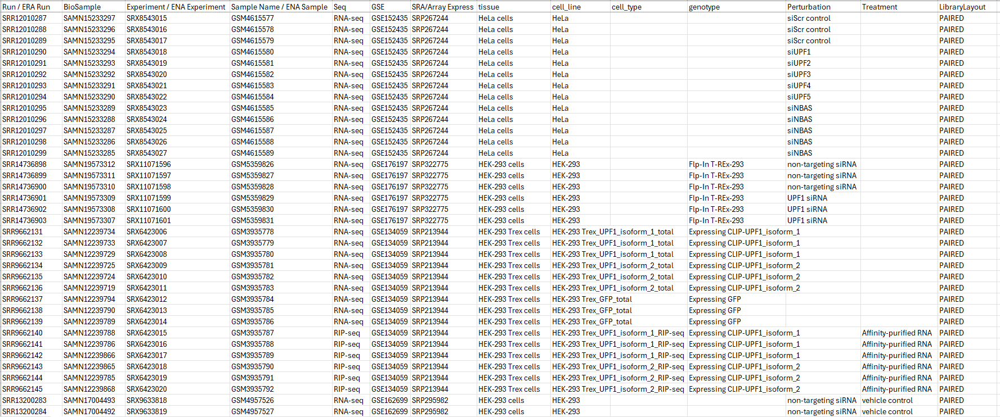 Run / ERA Run BioSample Experiment / ENA Experiment Sample Name / ENA Sample Seq GSE SRA/Array Express tissue cell_line cell_type genotype Perturbation Treatment LibraryLayout
SRR12010287 SAMN15233297 SRX8543015 GSM4615577 RNA-seq GSE152435 SRP267244 HeLa cells HeLa siScr control PAIRED
SRR12010288 SAMN15233296 SRX8543016 GSM4615578 RNA-seq GSE152435 SRP267244 HeLa cells HeLa siScr control PAIRED
SRR12010289 SAMN15233295 SRX8543017 GSM4615579 RNA-seq GSE152435 SRP267244 HeLa cells HeLa siScr control PAIRED
SRR12010290 SAMN15233294 SRX8543018 GSM4615580 RNA-seq GSE152435 SRP267244 HeLa cells HeLa siUPF1 PAIRED
SRR12010291 SAMN15233293 SRX8543019 GSM4615581 RNA-seq GSE152435 SRP267244 HeLa cells HeLa siUPF2 PAIRED
SRR12010292 SAMN15233292 SRX8543020 GSM4615582 RNA-seq GSE152435 SRP267244 HeLa cells HeLa siUPF3 PAIRED
SRR12010293 SAMN15233291 SRX8543021 GSM4615583 RNA-seq GSE152435 SRP267244 HeLa cells HeLa siUPF4 PAIRED
SRR12010294 SAMN15233290 SRX8543022 GSM4615584 RNA-seq GSE152435 SRP267244 HeLa cells HeLa siUPF5 PAIRED
SRR12010295 SAMN15233289 SRX8543023 GSM4615585 RNA-seq GSE152435 SRP267244 HeLa cells HeLa siNBAS PAIRED
SRR12010296 SAMN15233288 SRX8543024 GSM4615586 RNA-seq GSE152435 SRP267244 HeLa cells HeLa siNBAS PAIRED
SRR12010297 SAMN15233287 SRX8543025 GSM4615587 RNA-seq GSE152435 SRP267244 HeLa cells HeLa siNBAS PAIRED
SRR12010298 SAMN15233286 SRX8543026 GSM4615588 RNA-seq GSE152435 SRP267244 HeLa cells HeLa siNBAS PAIRED
SRR12010299 SAMN15233285 SRX8543027 GSM4615589 RNA-seq GSE152435 SRP267244 HeLa cells HeLa siNBAS PAIRED
SRR14736898 SAMN19573312 SRX11071596 GSM5359826 RNA-seq GSE176197 SRP322775 HEK-293 cells HEK-293 Flp-In T-REx-293 non-targeting siRNA PAIRED
SRR14736899 SAMN19573311 SRX11071597 GSM5359827 RNA-seq GSE176197 SRP322775 HEK-293 cells HEK-293 Flp-In T-REx-293 non-targeting siRNA PAIRED
SRR14736900 SAMN19573310 SRX11071598 GSM5359828 RNA-seq GSE176197 SRP322775 HEK-293 cells HEK-293 Flp-In T-REx-293 non-targeting siRNA PAIRED
SRR14736901 SAMN19573309 SRX11071599 GSM5359829 RNA-seq GSE176197 SRP322775 HEK-293 cells HEK-293 Flp-In T-REx-293 UPF1 siRNA PAIRED
SRR14736902 SAMN19573308 SRX11071600 GSM5359830 RNA-seq GSE176197 SRP322775 HEK-293 cells HEK-293 Flp-In T-REx-293 UPF1 siRNA PAIRED
SRR14736903 SAMN19573307 SRX11071601 GSM5359831 RNA-seq GSE176197 SRP322775 HEK-293 cells HEK-293 Flp-In T-REx-293 UPF1 siRNA PAIRED
SRR9662131 SAMN12239734 SRX6423006 GSM3935778 RNA-seq GSE134059 SRP213944 HEK-293 Trex cells HEK-293 Trex_UPF1_isoform_1_total Expressing CLIP-UPF1_isoform_1 PAIRED
SRR9662132 SAMN12239733 SRX6423007 GSM3935779 RNA-seq GSE134059 SRP213944 HEK-293 Trex cells HEK-293 Trex_UPF1_isoform_1_total Expressing CLIP-UPF1_isoform_1 PAIRED
SRR9662133 SAMN12239729 SRX6423008 GSM3935780 RNA-seq GSE134059 SRP213944 HEK-293 Trex cells HEK-293 Trex_UPF1_isoform_1_total Expressing CLIP-UPF1_isoform_1 PAIRED
SRR9662134 SAMN12239725 SRX6423009 GSM3935781 RNA-seq GSE134059 SRP213944 HEK-293 Trex cells HEK-293 Trex_UPF1_isoform_2_total Expressing CLIP-UPF1_isoform_2 PAIRED
SRR9662135 SAMN12239724 SRX6423010 GSM3935782 RNA-seq GSE134059 SRP213944 HEK-293 Trex cells HEK-293 Trex_UPF1_isoform_2_total Expressing CLIP-UPF1_isoform_2 PAIRED
SRR9662136 SAMN12239719 SRX6423011 GSM3935783 RNA-seq GSE134059 SRP213944 HEK-293 Trex cells HEK-293 Trex_UPF1_isoform_2_total Expressing CLIP-UPF1_isoform_2 PAIRED
SRR9662137 SAMN12239794 SRX6423012 GSM3935784 RNA-seq GSE134059 SRP213944 HEK-293 Trex cells HEK-293 Trex_GFP_total Expressing GFP PAIRED
SRR9662138 SAMN12239790 SRX6423013 GSM3935785 RNA-seq GSE134059 SRP213944 HEK-293 Trex cells HEK-293 Trex_GFP_total Expressing GFP PAIRED
SRR9662139 SAMN12239789 SRX6423014 GSM3935786 RNA-seq GSE134059 SRP213944 HEK-293 Trex cells HEK-293 Trex_GFP_total Expressing GFP PAIRED
SRR9662140 SAMN12239788 SRX6423015 GSM3935787 RIP-seq GSE134059 SRP213944 HEK-293 Trex cells HEK-293 Trex_UPF1_isoform_1_RIP-seq Expressing CLIP-UPF1_isoform_1 Affinity-purified RNA PAIRED
SRR9662141 SAMN12239786 SRX6423016 GSM3935788 RIP-seq GSE134059 SRP213944 HEK-293 Trex cells HEK-293 Trex_UPF1_isoform_1_RIP-seq Expressing CLIP-UPF1_isoform_1 Affinity-purified RNA PAIRED
SRR9662142 SAMN12239866 SRX6423017 GSM3935789 RIP-seq GSE134059 SRP213944 HEK-293 Trex cells HEK-293 Trex_UPF1_isoform_1_RIP-seq Expressing CLIP-UPF1_isoform_1 Affinity-purified RNA PAIRED
SRR9662143 SAMN12239865 SRX6423018 GSM3935790 RIP-seq GSE134059 SRP213944 HEK-293 Trex cells HEK-293 Trex_UPF1_isoform_2_RIP-seq Expressing CLIP-UPF1_isoform_2 Affinity-purified RNA PAIRED
SRR9662144 SAMN12239785 SRX6423019 GSM3935791 RIP-seq GSE134059 SRP213944 HEK-293 Trex cells HEK-293 Trex_UPF1_isoform_2_RIP-seq Expressing CLIP-UPF1_isoform_2 Affinity-purified RNA PAIRED
SRR9662145 SAMN12239868 SRX6423020 GSM3935792 RIP-seq GSE134059 SRP213944 HEK-293 Trex cells HEK-293 Trex_UPF1_isoform_2_RIP-seq Expressing CLIP-UPF1_isoform_2 Affinity-purified RNA PAIRED
SRR13200283 SAMN17004493 SRX9633818 GSM4957526 RNA-seq GSE162699 SRP295982 HEK-293 cells HEK-293 non-targeting siRNA vehicle control PAIRED
SRR13200284 SAMN17004492 SRX9633819 GSM4957527 RNA-seq GSE162699 SRP295982 HEK-293 cells HEK-293 non-targeting siRNA vehicle control PAIRED